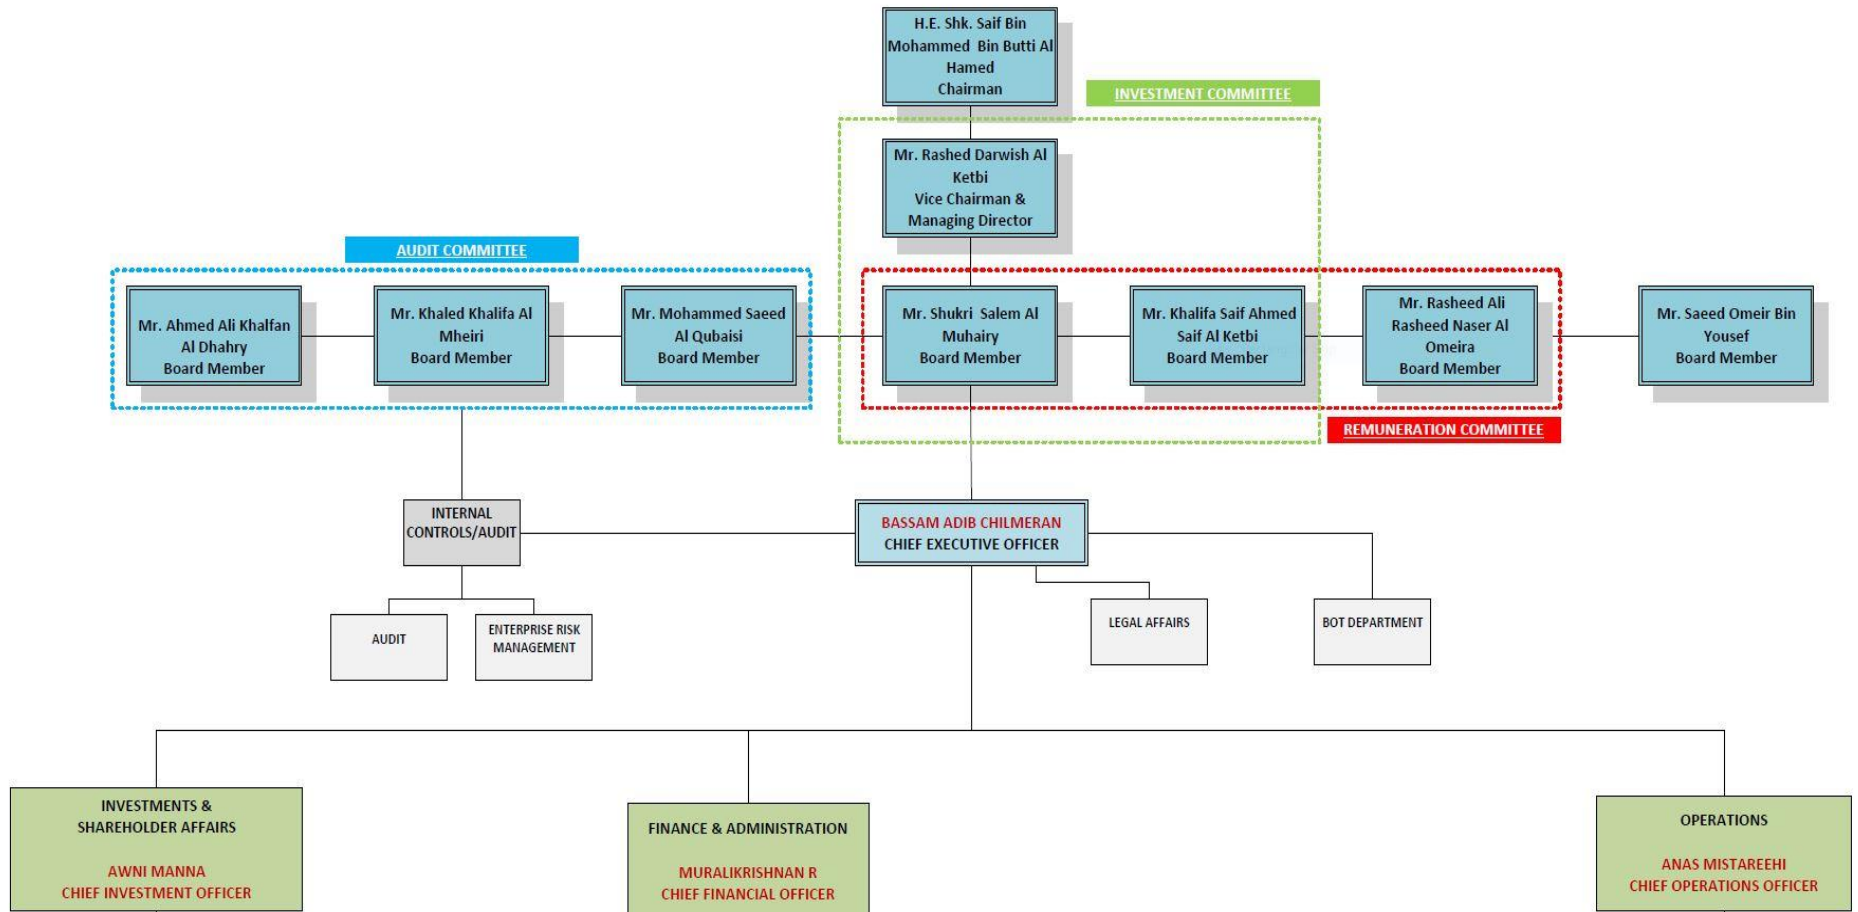 H.E. Shk. Saif Bin
Mohammed Bin Butti Al
Hamed
Chairman
INVESTMENT COMMITTEE
Mr. Rashed Darwish Al
Ketbi
Vice Chairman &
Managing Director
AUDIT COMMITTEE
Mr. Ahmed Ali Khalfan
Al Dhahry
Board Member
Mr. Khaled Khalifa Al
Mheiri
Board Member
Mr. Mohammed Saeed
Al Qubaisi
Board Member
Mr. Shukri Salem Al
Muhairy
Board Member
Mr. Khalifa Saif Ahmed
Saif Al Ketbi
Board Member
Mr. Rasheed Ali
Rasheed Naser Al
Omeira
Board Member
Mr. Saeed Omeir Bin
Yousef
Board Member
REMUNERATION COMMITTEE
INTERNAL
CONTROLS/AUDIT
BASSAM ADIB CHILMERAN
CHIEF EXECUTIVE OFFICER
AUDIT
ENTERPRISE RISK
MANAGEMENT
LEGAL AFFAIRS
BOT DEPARTMENT
INVESTMENTS &
SHAREHOLDER AFFAIRS
AWNI MANNA
CHIEF INVESTMENT OFFICER
FINANCE & ADMINISTRATION
MURALIKRISHNAN R
CHIEF FINANCIAL OFFICER
OPERATIONS
ANAS MISTAREEHI
CHIEF OPERATIONS OFFICER